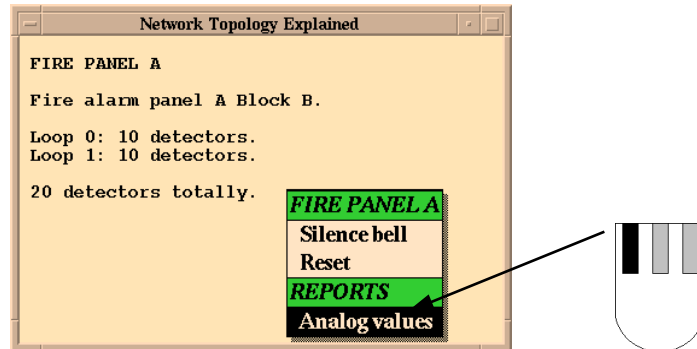 Network Topology Explained
FIRE PANEL A
Fire alarm panel A Block B.
Loop 0: 10 detectors.
Loop 1: 10 detectors.
20 detectors totally.
FIRE PANEL A
Silence bell
Reset
REPORTS
Analog values